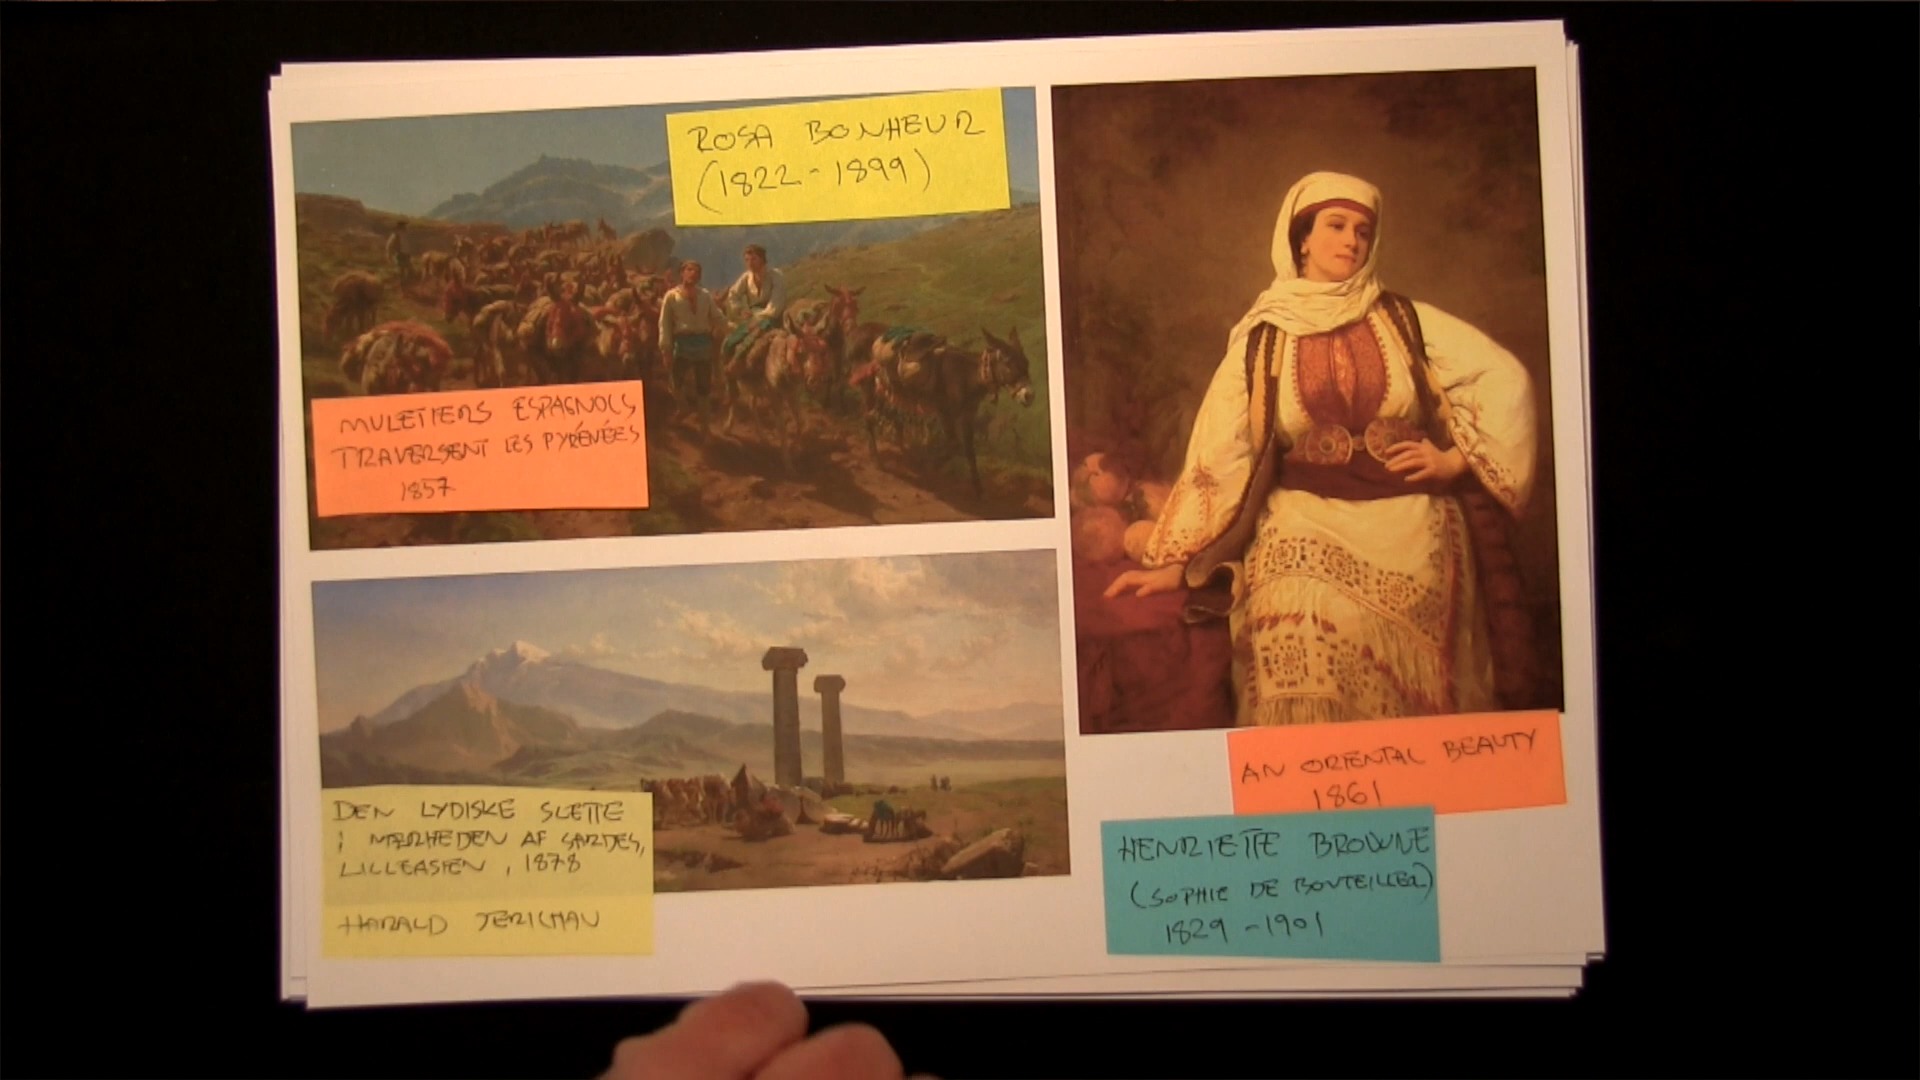 ROSA BONHEUR
(1822-1899)
MULETIERS ESPAGNOLS
TRAVERSENT LES PYRÉNÉES
1857
DEN LYDISKE SLETTE
I NÆRHEDEN AF SARDES,
LILLEASIEN, 1878
HARALD JERICHAU
AN ORIENTAL BEAUTY
1861
HENRIETTE BROWNE
(SOPHIE DE BOUTEILLER)
1829-1901